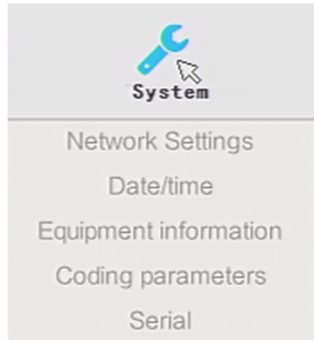 System
Network Settings
Date/time
Equipment information
Coding parameters
Serial